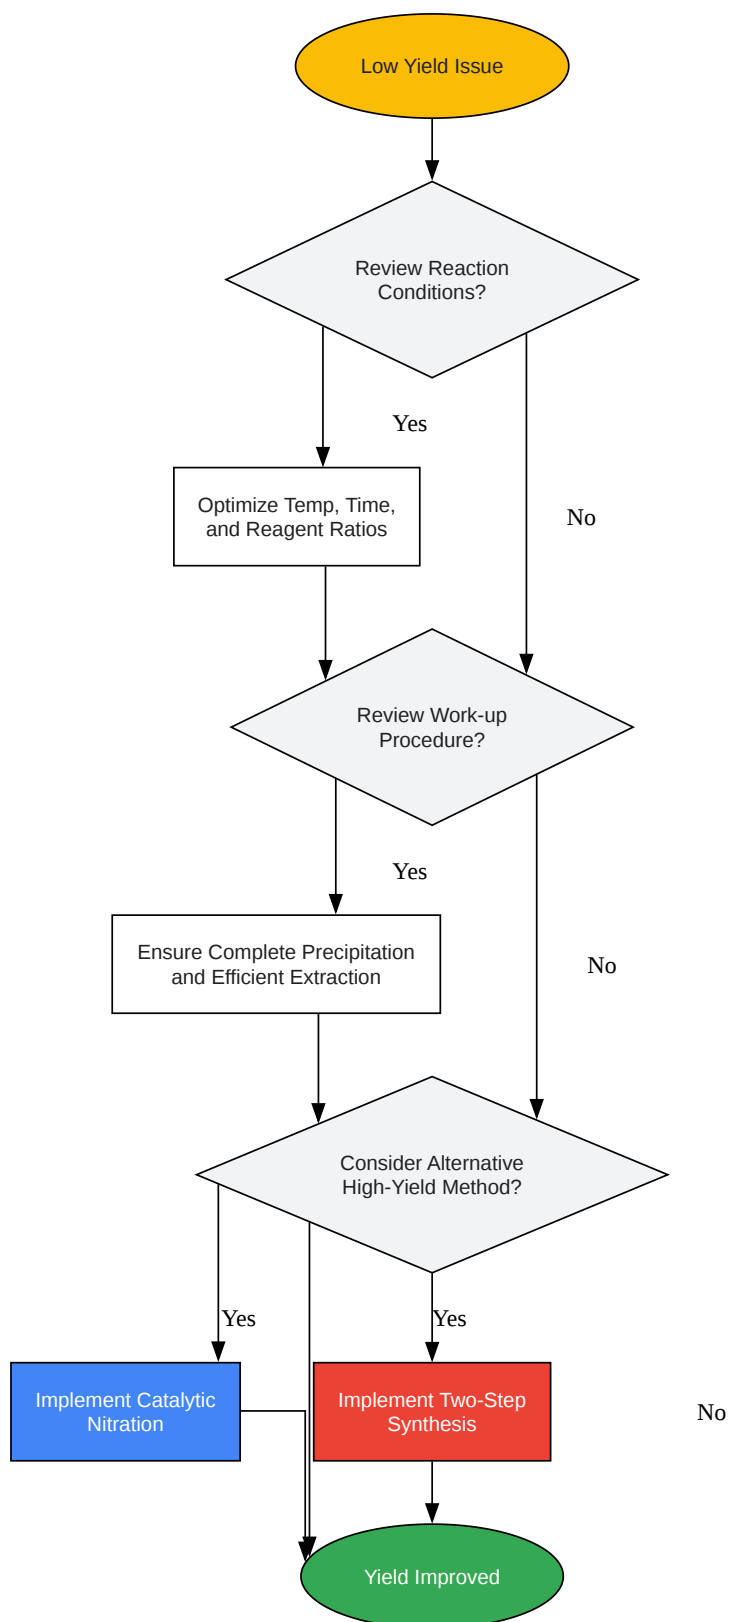 Low Yield Issue
Review Reaction
Conditions?
Yes
Optimize Temp, Time,
and Reagent Ratios
No
Review Work-up
Procedure?
Yes
Ensure Complete Precipitation
and Efficient Extraction
No
Consider Alternative
High-Yield Method?
Yes
Yes
Implement Catalytic
Nitration
Implement Two-Step
Synthesis
No
Yield Improved